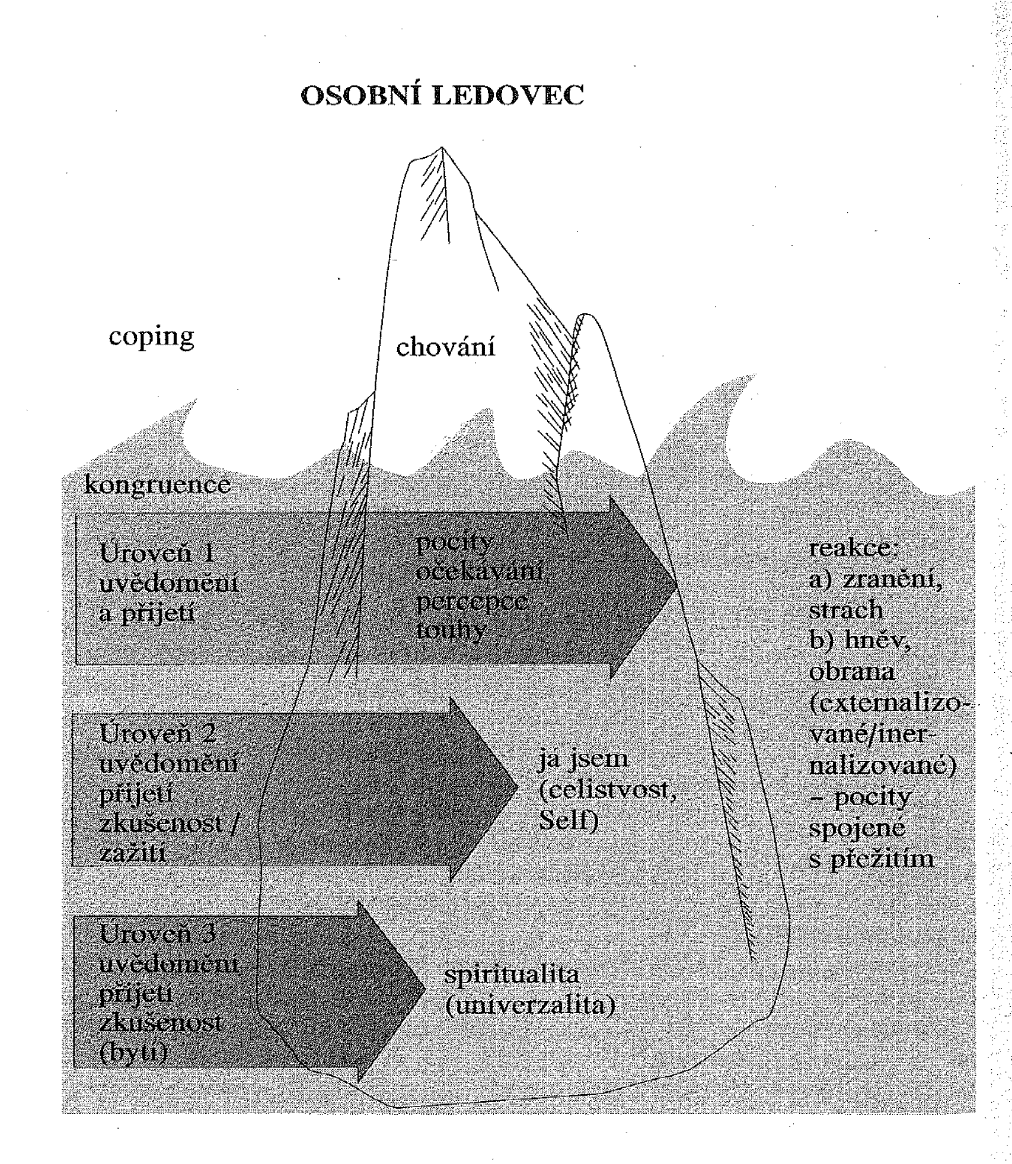 OSOBNÍ LEDOVEC
coping
chování
kongruence
Úroveň 1
uvědomění
a přijetí
pocity
očekávání
percepce
touhy
reakce:
a) zranění,
strach
b) hněv,
obrana
(externalizo-
vané/iner-
nalizované)
– pocity
spojené
s přežitím
Úroveň 2
uvědomění
přijetí
zkušenost /
zažití
ja jsem
(celistvost,
Self)
Úroveň 3
uvědomění
přijetí
zkušenost
(bytí)
spiritualita
(univerzalita)